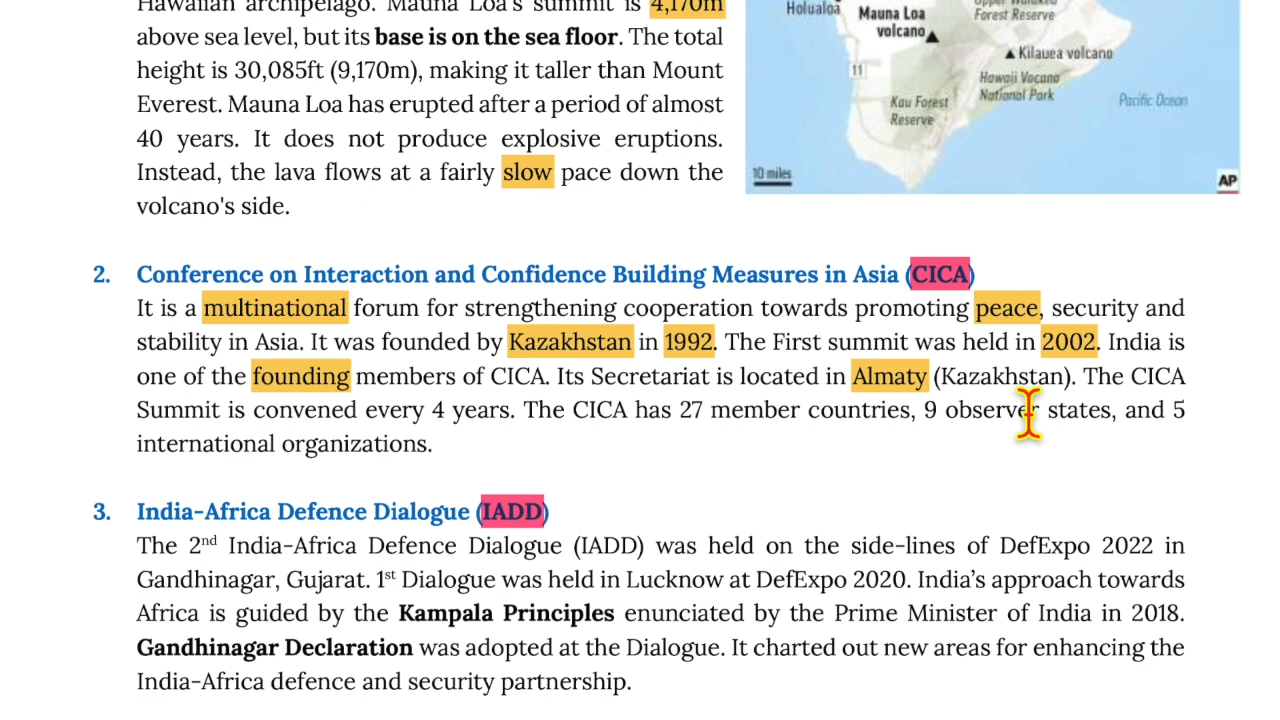 Hawaiian archipelago. Mauna Loa's summit is 4,170m
above sea level, but its base is on the sea floor. The total
height is 30,085ft (9,170m), making it taller than Mount
Everest. Mauna Loa has erupted after a period of almost
40 years. It does not produce explosive eruptions.
Instead, the lava flows at a fairly slow pace down the
volcano's side.
Holualoa
Mauna Loa
volcano
Upper Waiakea
Forest Reserve
Kilauea volcano
11
Hawaii Vocano
National Park
Kau Forest
Reserve
Pacific Ocean
10 miles
AP
2. Conference on Interaction and Confidence Building Measures in Asia (CICA)
It is a multinational forum for strengthening cooperation towards promoting peace, security and
stability in Asia. It was founded by Kazakhstan in 1992. The First summit was held in 2002. India is
one of the founding members of CICA. Its Secretariat is located in Almaty (Kazakhstan). The CICA
Summit is convened every 4 years. The CICA has 27 member countries, 9 observer states, and 5
international organizations.
3. India-Africa Defence Dialogue (IADD)
The 2nd India-Africa Defence Dialogue (IADD) was held on the side-lines of DefExpo 2022 in
Gandhinagar, Gujarat. 1st Dialogue was held in Lucknow at DefExpo 2020. India's approach towards
Africa is guided by the Kampala Principles enunciated by the Prime Minister of India in 2018.
Gandhinagar Declaration was adopted at the Dialogue. It charted out new areas for enhancing the
India-Africa defence and security partnership.